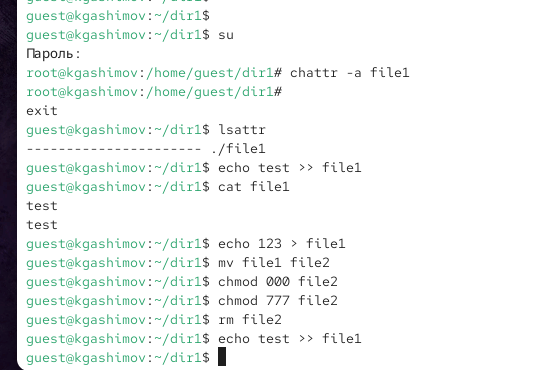 guest@kgashimov:~/dir1$
guest@kgashimov:~/dir1$ su
Пароль:
root@kgashimov:/home/guest/dir1# chattr -a file1
root@kgashimov:/home/guest/dir1#
exit
guest@kgashimov:~/dir1$ lsattr
---------------------- ./file1
guest@kgashimov:~/dir1$ echo test >> file1
guest@kgashimov:~/dir1$ cat file1
test
test
guest@kgashimov:~/dir1$ echo 123 > file1
guest@kgashimov:~/dir1$ mv file1 file2
guest@kgashimov:~/dir1$ chmod 000 file2
guest@kgashimov:~/dir1$ chmod 777 file2
guest@kgashimov:~/dir1$ rm file2
guest@kgashimov:~/dir1$ echo test >> file1
guest@kgashimov:~/dir1$